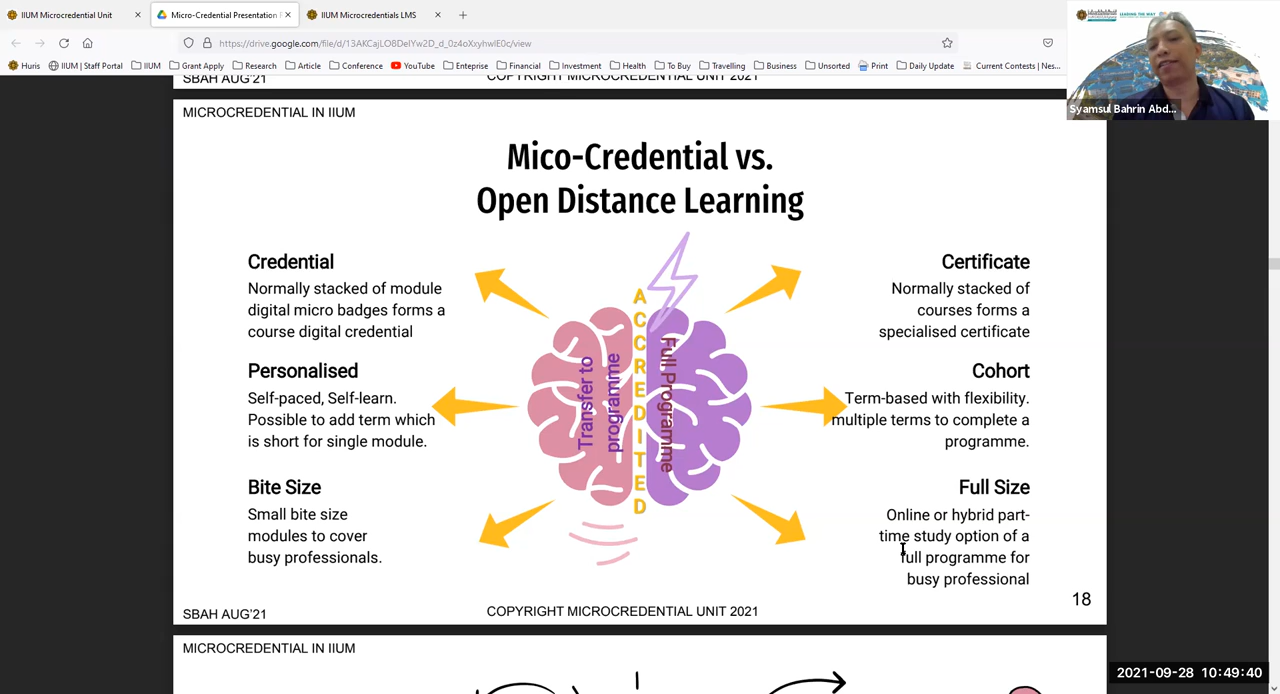 IIUM Microcredential Unit
Micro-Credential Presentation
IIUM Microcredentials LMS
https://drive.google.com/file/d/13AKCajLO8DeIYw2D_d_0z4oXxyhwlE0c/view
Huris
IIUM | Staff Portal
IIUM
Grant Apply
Research
Article
Conference
YouTube
Enteprise
Financial
Investment
Health
To Buy
Travelling
Business
Unsorted
Print
Daily Update
Current Contests | Nes...
LEADING THE WAY
Syamsul Bahrin Abd...
SBAH AUG'21
COPYRIGHT MICROCREDENTIAL UNIT 2021
MICROCREDENTIAL IN IIUM
Mico-Credential vs.
Open Distance Learning
Credential
Normally stacked of module
digital micro badges forms a
course digital credential
Personalised
Self-paced, Self-learn.
Possible to add term which
is short for single module.
Bite Size
Small bite size
modules to cover
busy professionals.
Transfer to
programme
ACCREDITED
Full Programme
Certificate
Normally stacked of
courses forms a
specialised certificate
Cohort
Term-based with flexibility.
multiple terms to complete a
programme.
Full Size
Online or hybrid part-
time study option of a
full programme for
busy professional
18
SBAH AUG'21
COPYRIGHT MICROCREDENTIAL UNIT 2021
MICROCREDENTIAL IN IIUM
2021-09-28 10:49:40